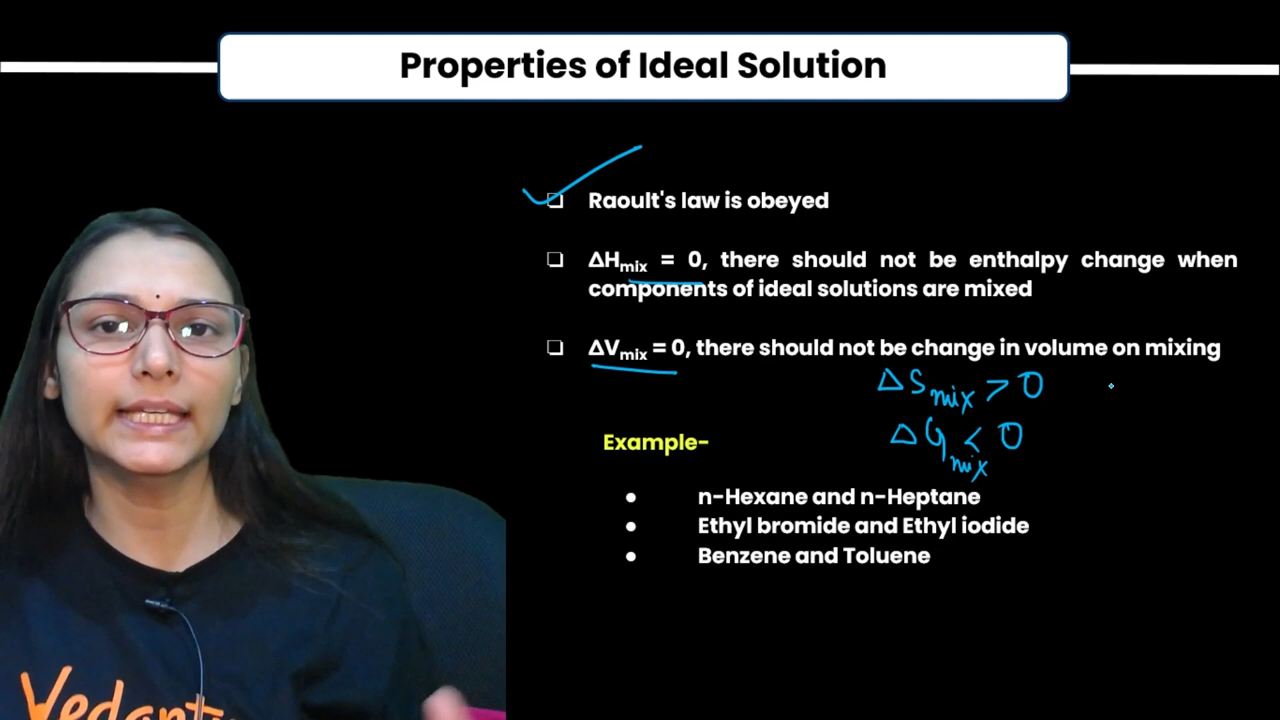 Properties of Ideal Solution
❑ Raoult's law is obeyed
❑ ΔHmix = 0, there should not be enthalpy change when
components of ideal solutions are mixed
❑ ΔVmix = 0, there should not be change in volume on mixing
ΔSmix > 0
ΔGmix < 0
Example-
● n-Hexane and n-Heptane
● Ethyl bromide and Ethyl iodide
● Benzene and Toluene